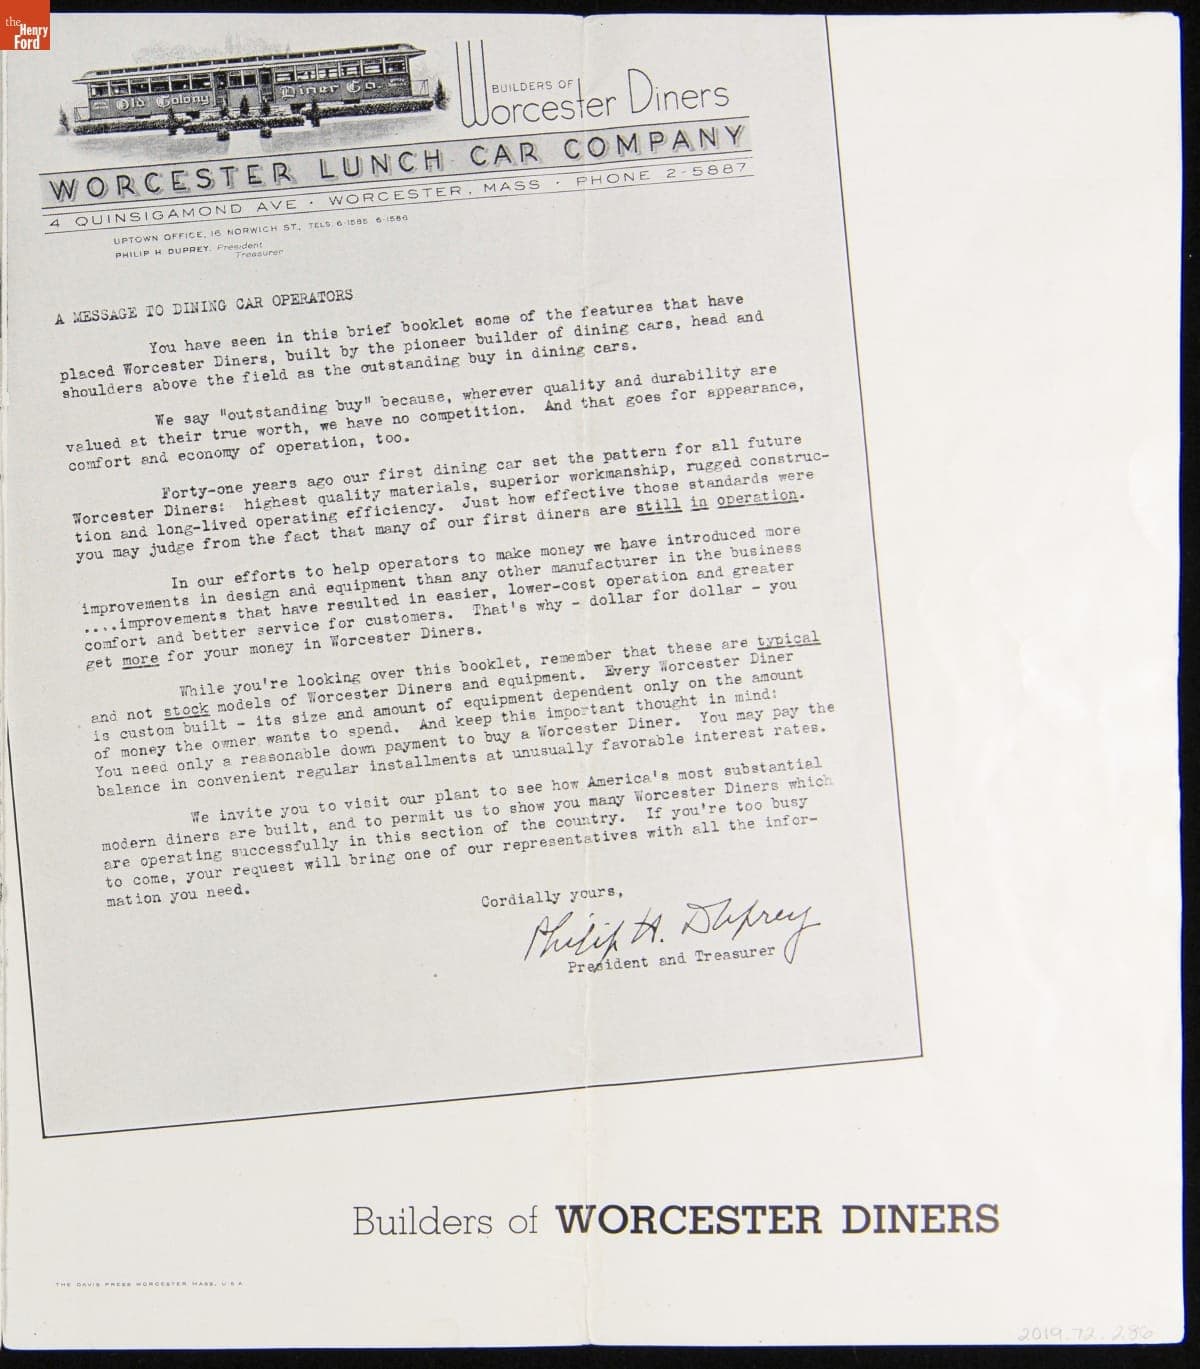 the
Henry
Ford
Old Colony Diner Co.
BUILDERS OF
Worcester Diners
WORCESTER LUNCH CAR COMPANY
4 QUINSIGAMOND AVE · WORCESTER, MASS · PHONE 2-5887
UPTOWN OFFICE, 16 NORWICH ST., TELS. 6-1585 6-1586
PHILIP H. DUPREY, President
Treasurer
A MESSAGE TO DINING CAR OPERATORS
You have seen in this brief booklet some of the features that have
placed Worcester Diners, built by the pioneer builder of dining cars, head and
shoulders above the field as the outstanding buy in dining cars.
We say "outstanding buy" because, wherever quality and durability are
valued at their true worth, we have no competition. And that goes for appearance,
comfort and economy of operation, too.
Forty-one years ago our first dining car set the pattern for all future
Worcester Diners: highest quality materials, superior workmanship, rugged construc-
tion and long-lived operating efficiency. Just how effective those standards were
you may judge from the fact that many of our first diners are still in operation.
In our efforts to help operators to make money we have introduced more
improvements in design and equipment than any other manufacturer in the business
....improvements that have resulted in easier, lower-cost operation and greater
comfort and better service for customers. That's why - dollar for dollar - you
get more for your money in Worcester Diners.
While you're looking over this booklet, remember that these are typical
and not stock models of Worcester Diners and equipment. Every Worcester Diner
is custom built - its size and amount of equipment dependent only on the amount
of money the owner wants to spend. And keep this important thought in mind:
You need only a reasonable down payment to buy a Worcester Diner. You may pay the
balance in convenient regular installments at unusually favorable interest rates.
We invite you to visit our plant to see how America's most substantial
modern diners are built, and to permit us to show you many Worcester Diners which
are operating successfully in this section of the country. If you're too busy
to come, your request will bring one of our representatives with all the infor-
mation you need.
Cordially yours,
Philip H. Duprey
President and Treasurer
Builders of WORCESTER DINERS
THE DAVIS PRESS WORCESTER MASS. U S A
2019.72.286